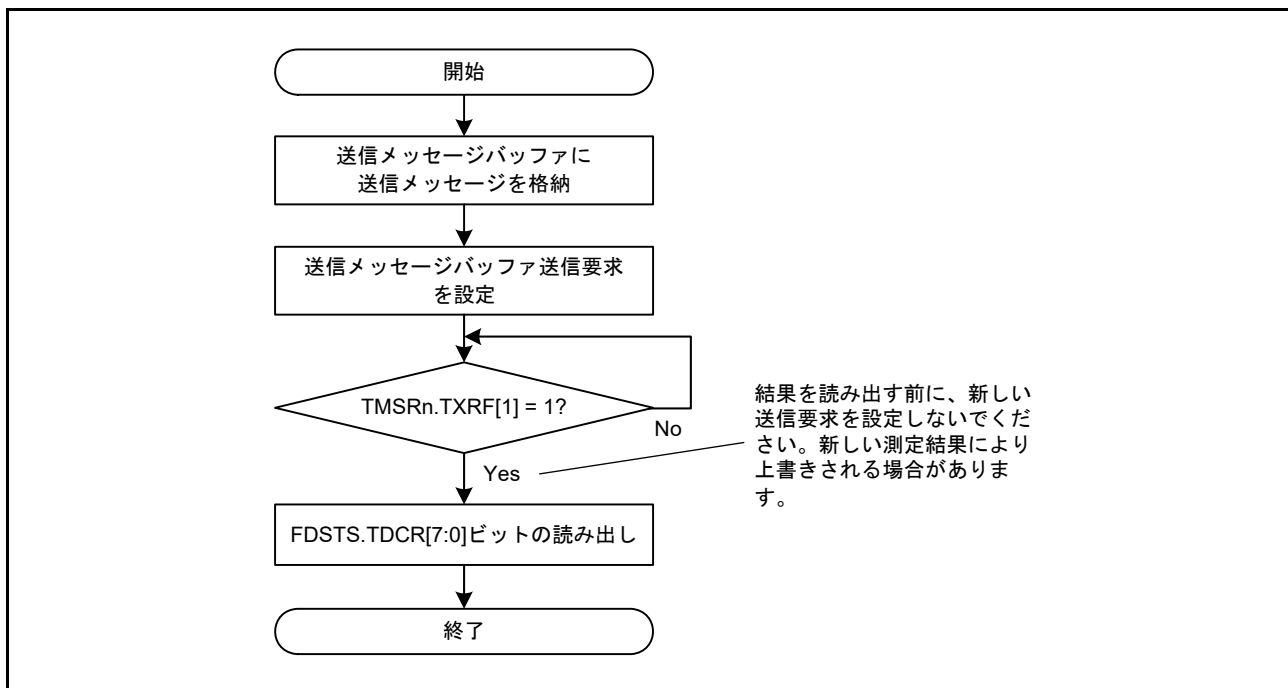 開始
送信メッセージバッファに
送信メッセージを格納
送信メッセージバッファ送信要求
を設定
TMSRn.TXRF[1] = 1?
No
Yes
結果を読み出す前に、新しい
送信要求を設定しないでくだ
さい。新しい測定結果により
上書きされる場合がありま
す。
FDSTS.TDCR[7:0]ビットの読み出し
終了